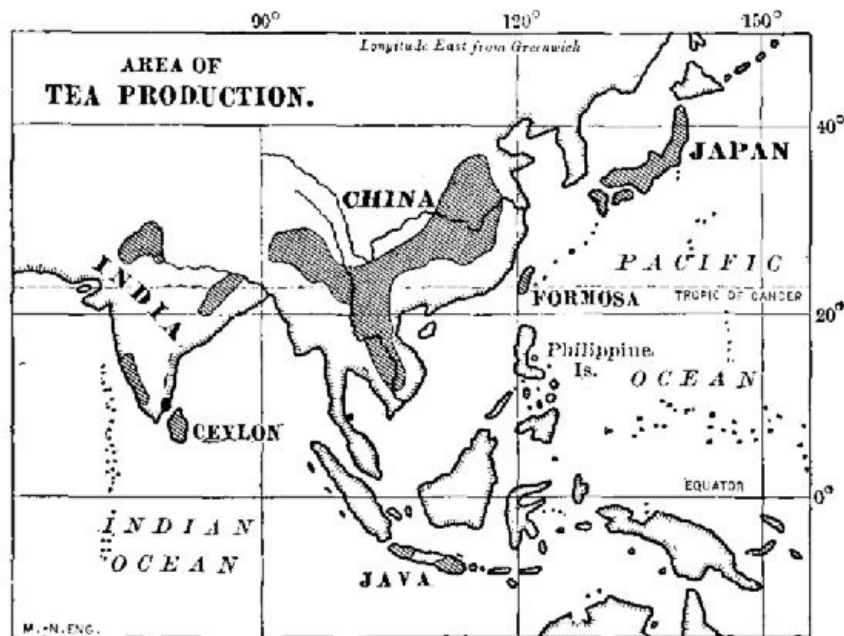 90°
120°
150°
Longitude East from Greenwich
AREA OF
TEA PRODUCTION.
40°
JAPAN
CHINA
INDIA
PACIFIC
FORMOSA
TROPIC OF CANCER
20°
Philippine
Is.
OCEAN
CEYLON
EQUATOR
0°
INDIAN
OCEAN
JAVA
M.-N. ENG.